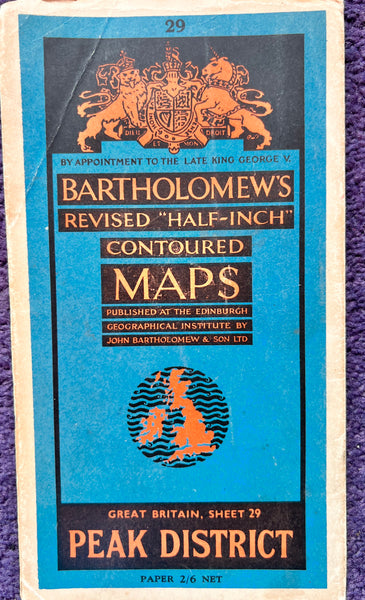 29
DIEU ET MON DROIT
BY APPOINTMENT TO THE LATE KING GEORGE V.
BARTHOLOMEW'S
REVISED "HALF-INCH"
CONTOURED
MAPS
PUBLISHED AT THE EDINBURGH
GEOGRAPHICAL INSTITUTE BY
JOHN BARTHOLOMEW & SON LTD
GREAT BRITAIN, SHEET 29
PEAK DISTRICT
PAPER 2/6 NET